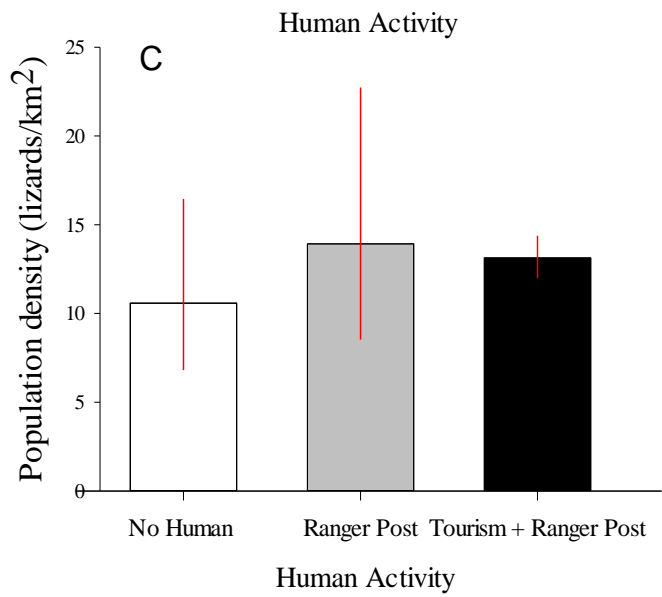 Human Activity
C
Population density (lizards/km²)
25
20
15
10
5
0
No Human Ranger Post Tourism + Ranger Post
Human Activity